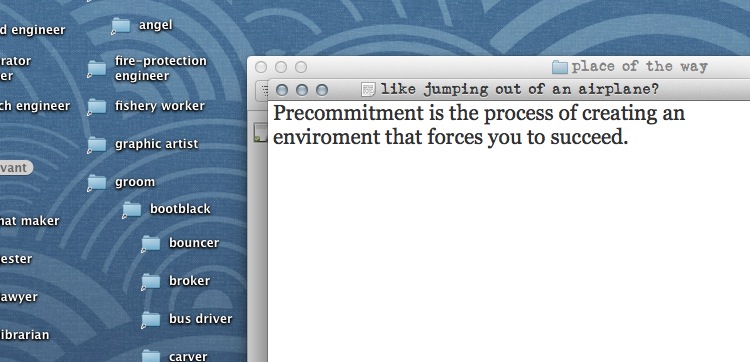 d engineer
rator
er
ch engineer
vant
hat maker
ester
awyer
ibrarian
angel
fire-protection
engineer
fishery worker
graphic artist
groom
bootblack
bouncer
broker
bus driver
carver
place of the way
like jumping out of an airplane?
Precommitment is the process of creating an
enviroment that forces you to succeed.